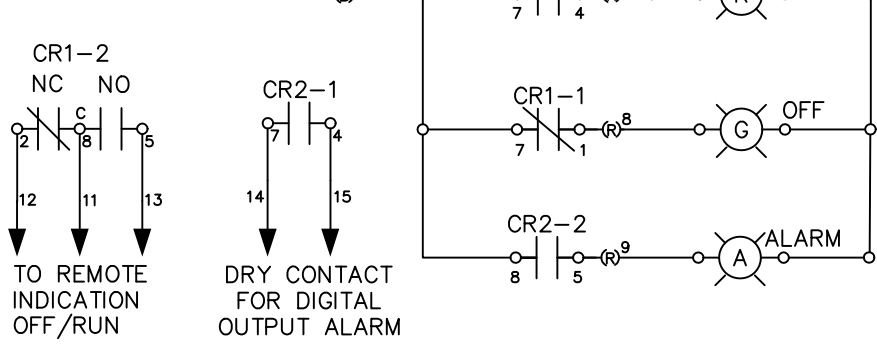 7 4
CR1-2
NC NO
C
2 8 5
12 11 13
TO REMOTE
INDICATION
OFF/RUN
CR2-1
7 4
14 15
DRY CONTACT
FOR DIGITAL
OUTPUT ALARM
CR1-1
7 1 (R) 8 G OFF
CR2-2
8 5 (R) 9 A ALARM